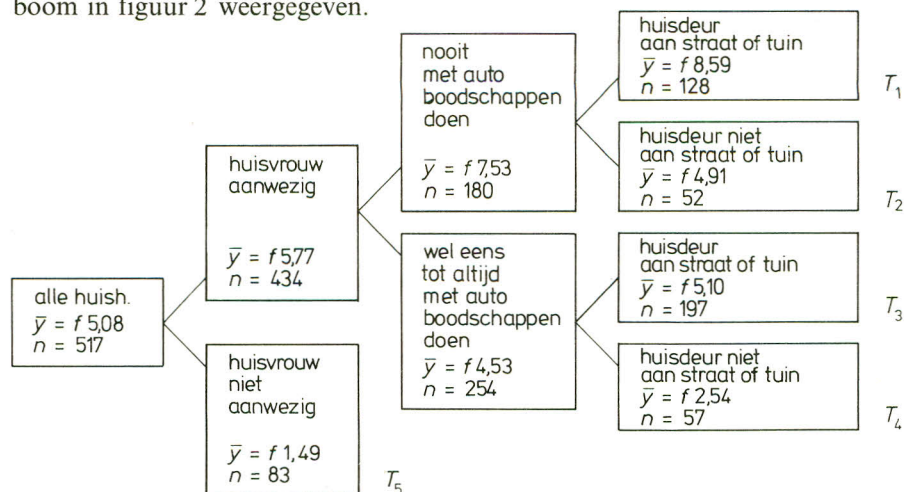 boom in figuur 2 weergegeven.
alle huish.
ȳ = f 5,08
n = 517
huisvrouw
aanwezig
ȳ = f 5,77
n = 434
huisvrouw
niet
aanwezig
ȳ = f 1,49
n = 83
T5
nooit
met auto
boodschappen
doen
ȳ = f 7,53
n = 180
wel eens
tot altijd
met auto
boodschappen
doen
ȳ = f 4,53
n = 254
huisdeur
aan straat of tuin
ȳ = f 8,59
n = 128
T1
huisdeur niet
aan straat of tuin
ȳ = f 4,91
n = 52
T2
huisdeur
aan straat of tuin
ȳ = f 5,10
n = 197
T3
huisdeur niet
aan straat of tuin
ȳ = f 2,54
n = 57
T4